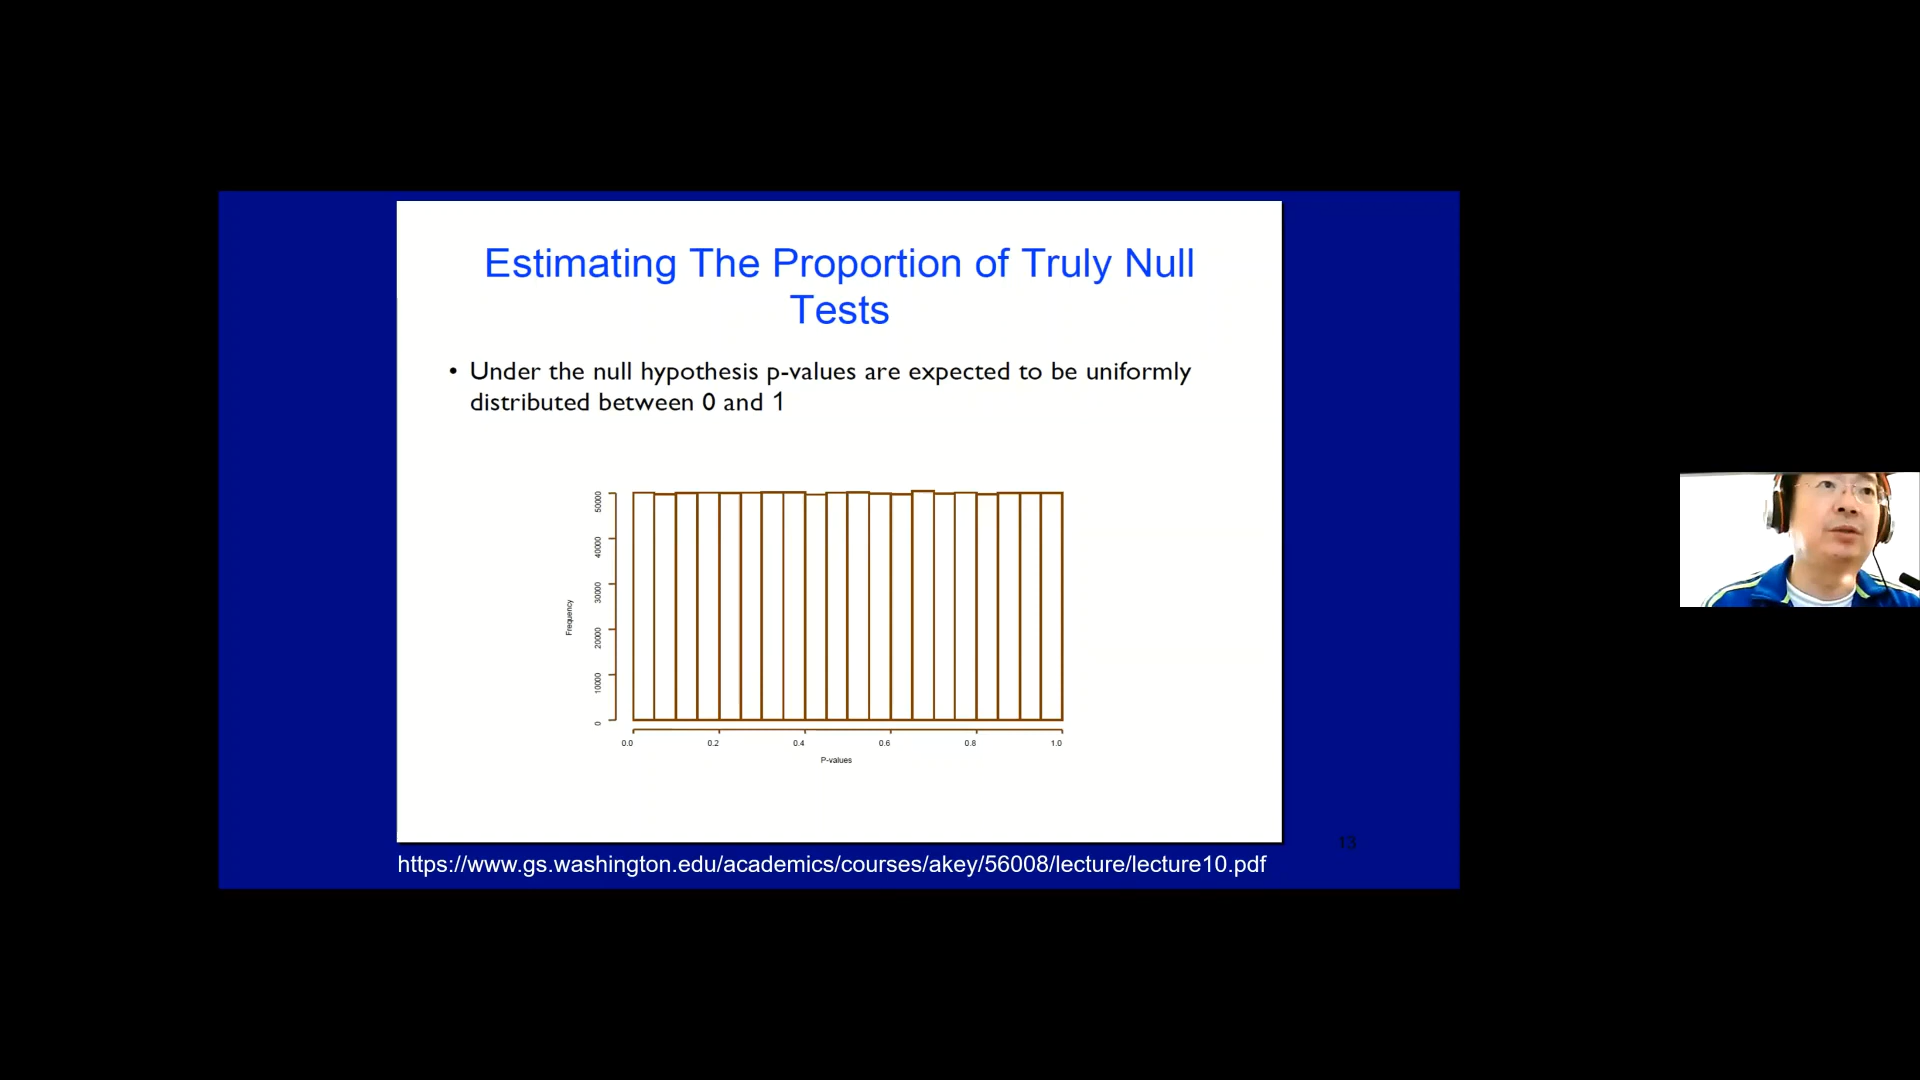 Estimating The Proportion of Truly Null
Tests
• Under the null hypothesis p-values are expected to be uniformly
distributed between 0 and 1
50000
40000
30000
20000
10000
0
Frequency
0.0 0.2 0.4 0.6 0.8 1.0
P-values
13
https://www.gs.washington.edu/academics/courses/akey/56008/lecture/lecture10.pdf